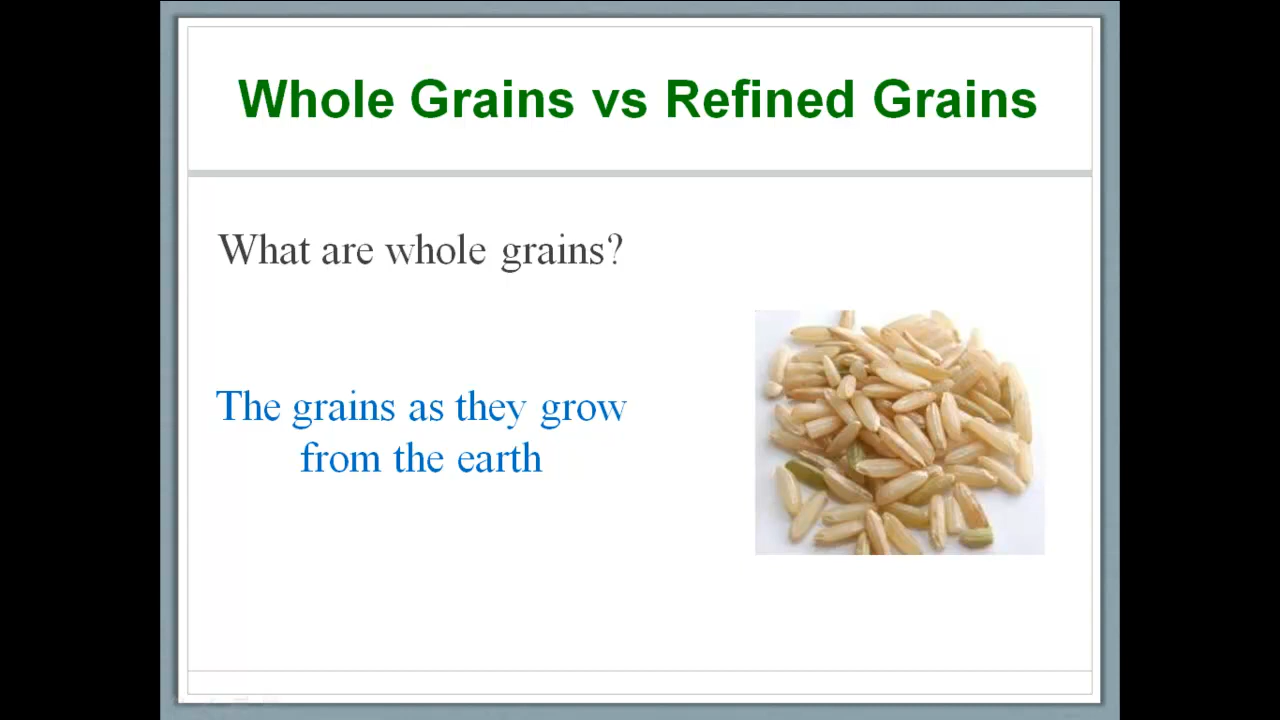 Whole Grains vs Refined Grains
What are whole grains?
The grains as they grow
from the earth